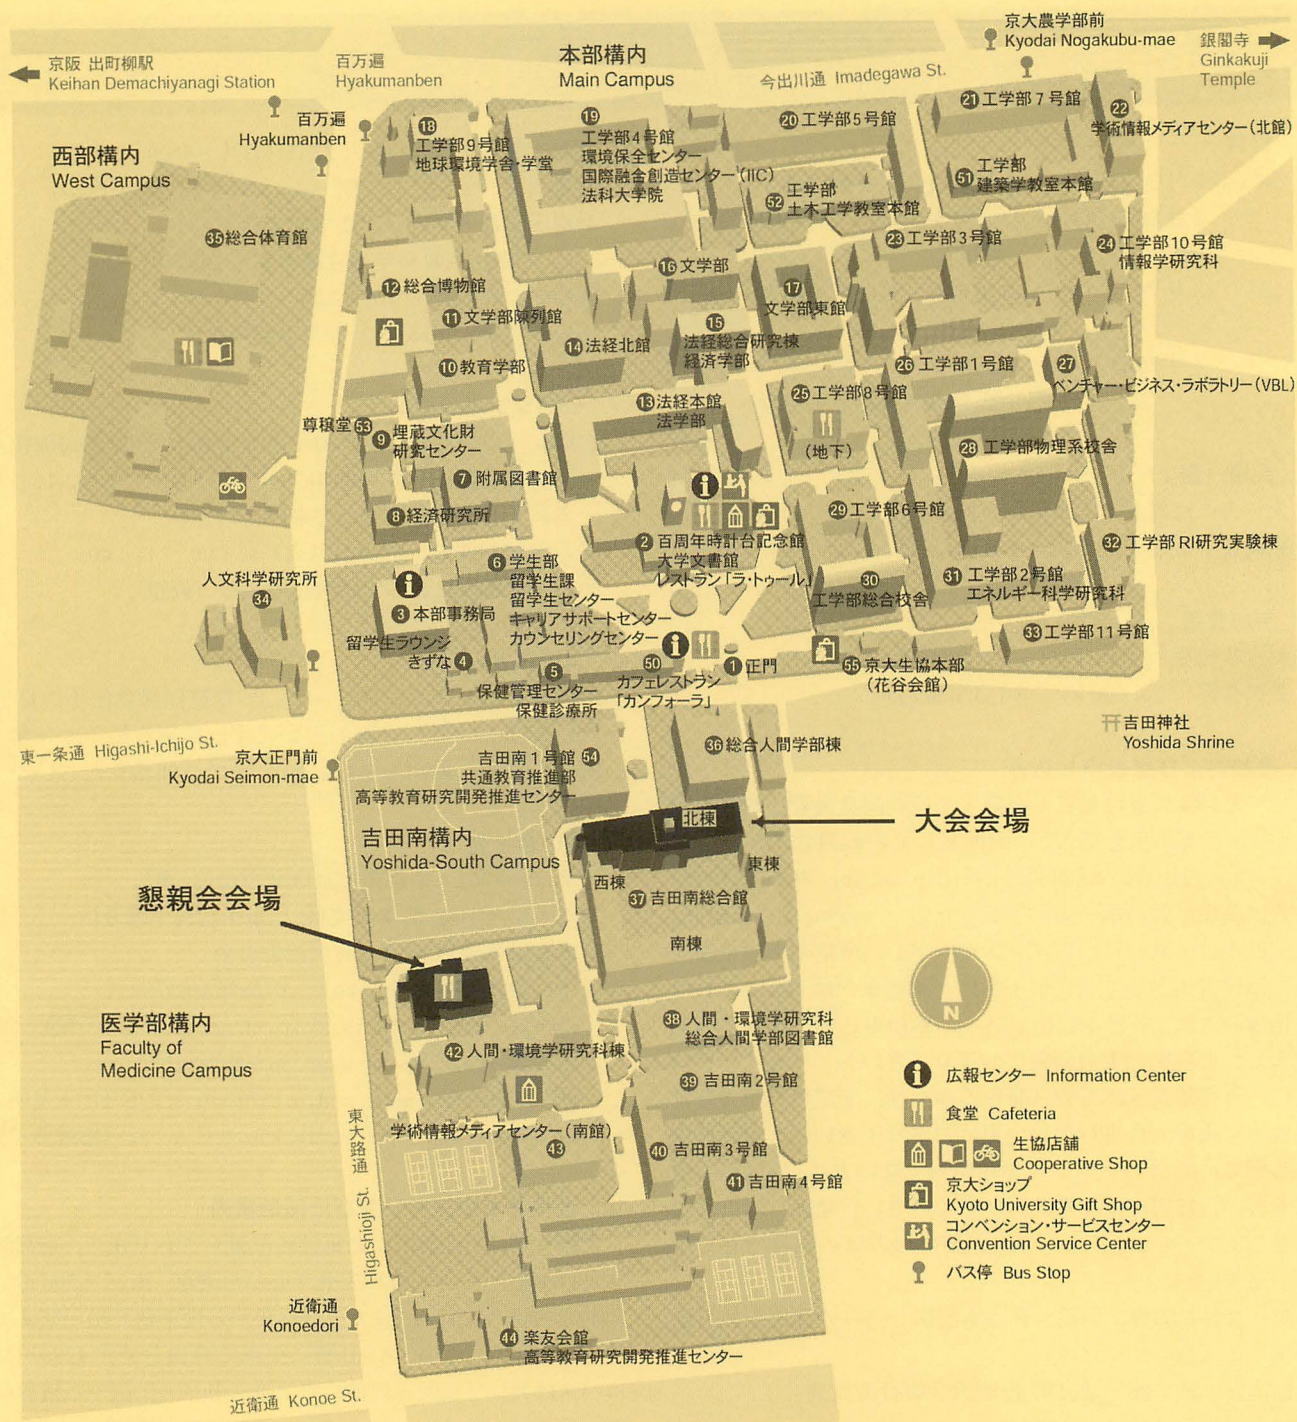 京大農学部前
Kyodai Nogakubu-mae
銀閣寺
Ginkakuji
Temple
京阪 出町柳駅
Keihan Demachiyanagi Station
百万遍
Hyakumanben
本部構内
Main Campus
今出川通 Imadegawa St.
百万遍
Hyakumanben
西部構内
West Campus
18
工学部9号館
地球環境学舎・学堂
19
工学部4号館
環境保全センター
国際融合創造センター(IIC)
法科大学院
20 工学部5号館
21 工学部7号館
22
学術情報メディアセンター(北館)
51 工学部
建築学教室本館
52 工学部
土木工学教室本館
35 総合体育館
23 工学部3号館
24 工学部10号館
情報学研究科
16 文学部
12 総合博物館
17
文学部東館
11 文学部陳列館
15
法経総合研究棟
経済学部
14 法経北館
10 教育学部
26 工学部1号館
27
ベンチャー・ビジネス・ラボラトリー(VBL)
25 工学部8号館
(地下)
13 法経本館
法学部
尊穣堂 53
9 埋蔵文化財
研究センター
28 工学部物理系校舎
7 附属図書館
8 経済研究所
29 工学部6号館
2 百周年時計台記念館
大学文書館
レストラン「ラ・トゥール」
32 工学部 RI研究実験棟
6 学生部
留学生課
留学生センター
キャリアサポートセンター
カウンセリングセンター
人文科学研究所
34
30
工学部総合校舎
31 工学部2号館
エネルギー科学研究科
3 本部事務局
33 工学部11号館
留学生ラウンジ
きずな 4
5
保健管理センター
保健診療所
50
カフェレストラン
「カンフォーラ」
1 正門
55 京大生協本部
(花谷会館)
吉田神社
Yoshida Shrine
東一条通 Higashi-Ichijo St.
京大正門前
Kyodai Seimon-mae
吉田南1号館 54
共通教育推進部
高等教育研究開発推進センター
36 総合人間学部棟
北棟
大会会場
吉田南構内
Yoshida-South Campus
東棟
西棟
37 吉田南総合館
南棟
懇親会会場
N
医学部構内
Faculty of
Medicine Campus
38 人間・環境学研究科
総合人間学部図書館
42 人間・環境学研究科棟
39 吉田南2号館
学術情報メディアセンター(南館)
43
40 吉田南3号館
41 吉田南4号館
東大路通
Higashioji St.
広報センター Information Center
食堂 Cafeteria
生協店舗
Cooperative Shop
京大ショップ
Kyoto University Gift Shop
コンベンション・サービスセンター
Convention Service Center
バス停 Bus Stop
近衛通
Konoedori
44 楽友会館
高等教育研究開発推進センター
近衛通 Konoe St.